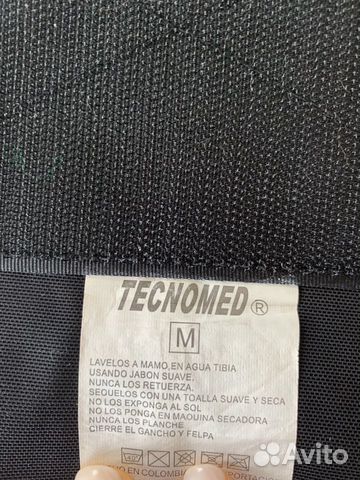 TECNOMED ®
M
LAVELOS A MAMO, EN AGUA TIBIA
USANDO JABON SUAVE,
NUNCA LOS RETUERZA.
SEQUELOS CON UNA TOALLA SUAVE Y SECA
NO LOS EXPONGA AL SOL
NO LOS PONGA EN MAQUINA SECADORA
NUNCA LOS PLANCHE
CIERRE EL GANCHO Y FELPA
40°
EN COLOMBIA
Avito